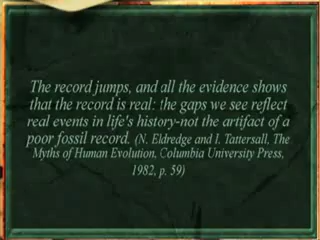 The record jumps, and all the evidence shows
that the record is real: the gaps we see reflect
real events in life's history-not the artifact of a
poor fossil record. (N. Eldredge and I. Tattersall, The
Myths of Human Evolution, Columbia University Press,
1982, p. 59)